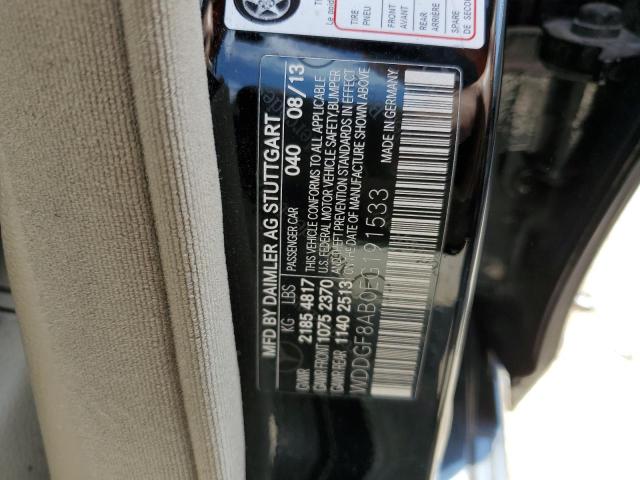 TIRE
PNEU
FRONT
AVANT
REAR
ARRIÈRE
SPARE
MFD BY DAIMLER AG STUTTGART
KG LBS PASSENGER CAR 040 08/13
GVWR 2185 4817 THIS VEHICLE CONFORMS TO ALL APPLICABLE
GAWR FRONT 1075 2370 U.S. FEDERAL MOTOR VEHICLE SAFETY, BUMPER
GAWR REAR 1140 2513 AND THEFT PREVENTION STANDARDS IN EFFECT
ON THE DATE OF MANUFACTURE SHOWN ABOVE
WDDGF8AB0EG191533
MADE IN GERMANY